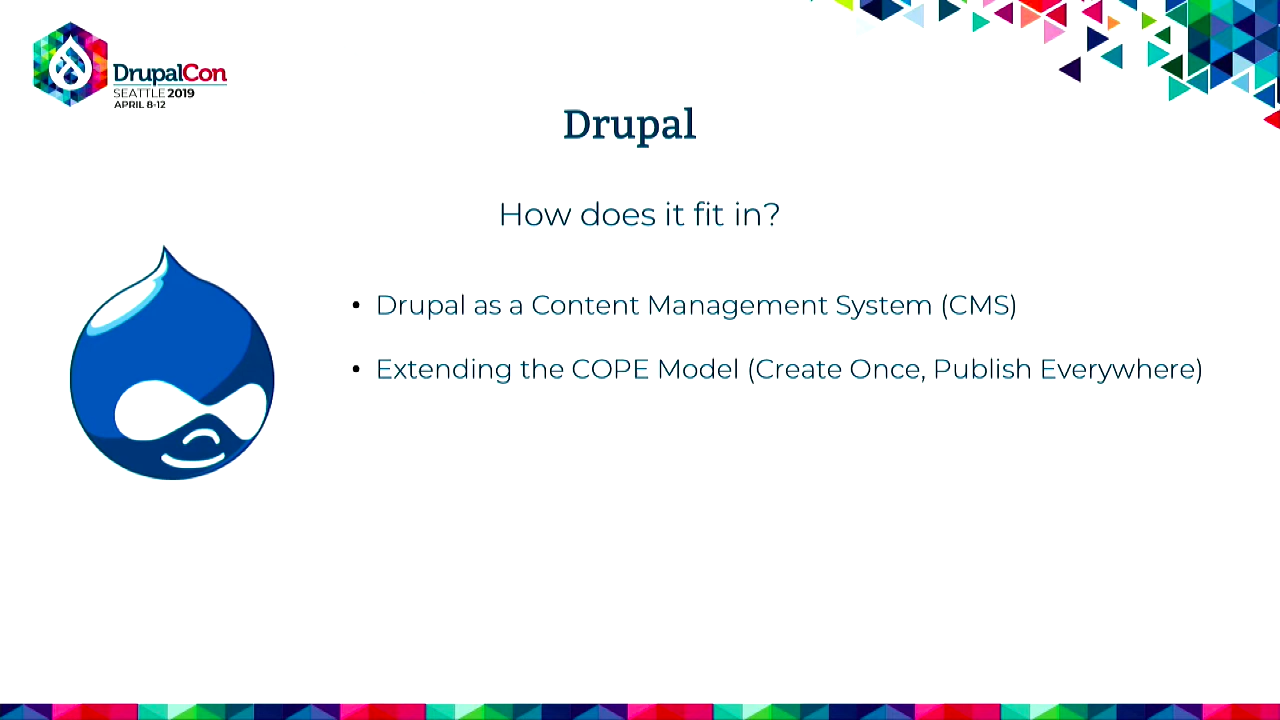 DrupalCon
SEATTLE 2019
APRIL 8-12
Drupal
How does it fit in?
• Drupal as a Content Management System (CMS)
• Extending the COPE Model (Create Once, Publish Everywhere)